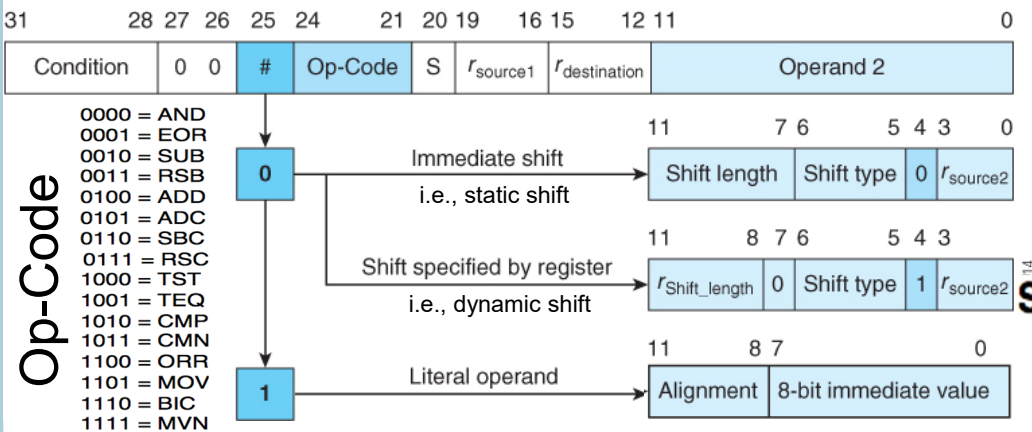 31 28 27 26 25 24 21 20 19 16 15 12 11 0
Condition 0 0 # Op-Code S rsource1 rdestination Operand 2
Op-Code
0000 = AND
0001 = EOR
0010 = SUB
0011 = RSB
0100 = ADD
0101 = ADC
0110 = SBC
0111 = RSC
1000 = TST
1001 = TEQ
1010 = CMP
1011 = CMN
1100 = ORR
1101 = MOV
1110 = BIC
1111 = MVN
11 7 6 5 4 3 0
0 Immediate shift Shift length Shift type 0 rsource2
i.e., static shift
11 8 7 6 5 4 3
Shift specified by register rShift_length 0 Shift type 1 rsource2
i.e., dynamic shift
14
11 8 7 0
1 Literal operand Alignment 8-bit immediate value